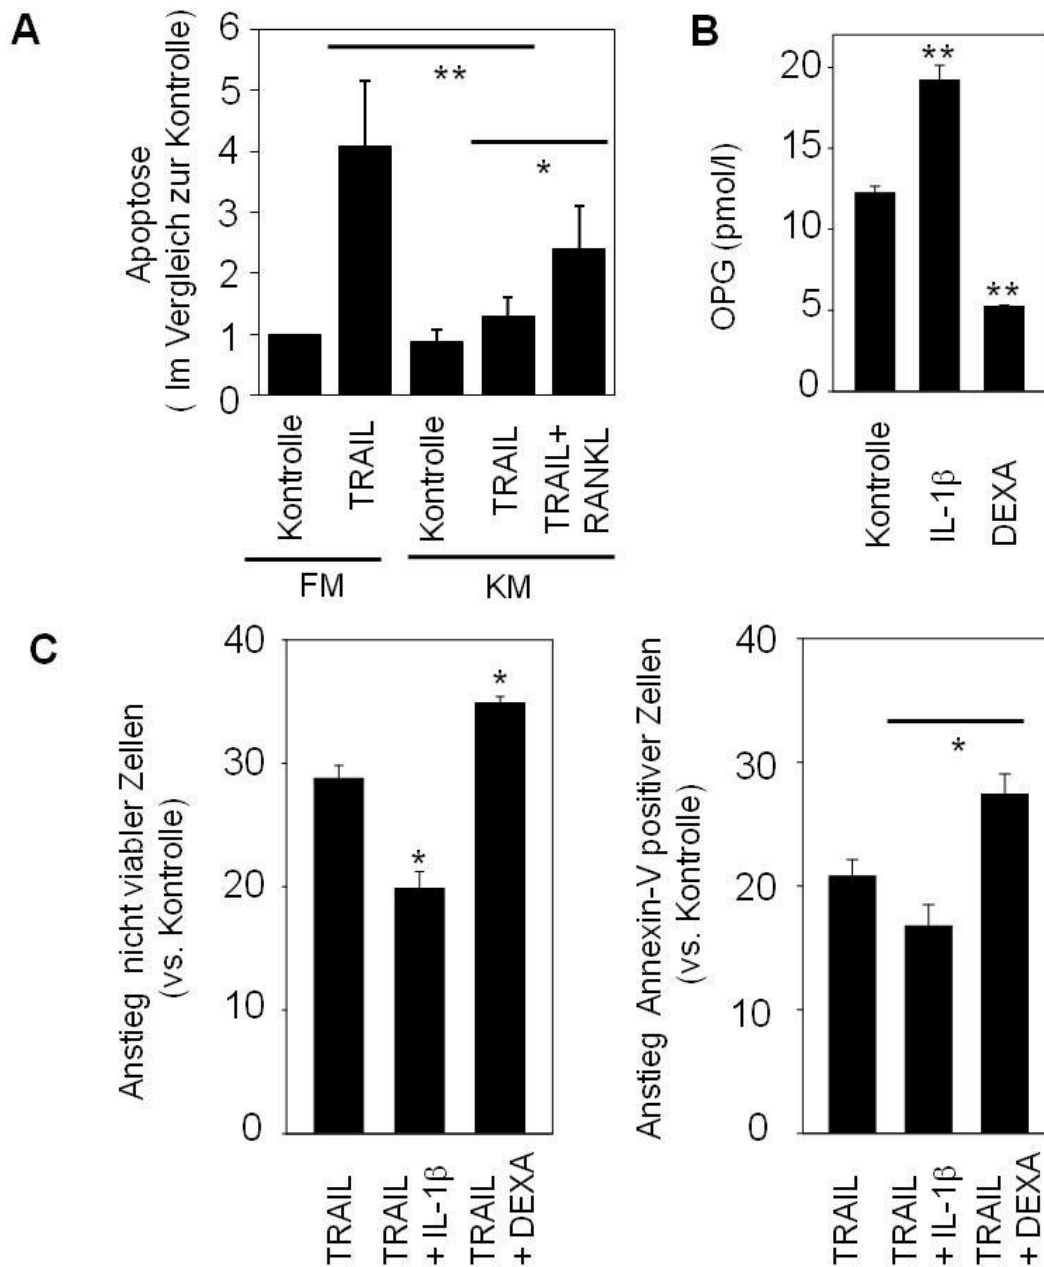 A
Apoptose
( Im Vergleich zur Kontrolle)
6
5
4
3
2
1
0
**
*
Kontrolle
TRAIL
Kontrolle
TRAIL
TRAIL+
RANKL
FM
KM
B
OPG (pmol/l)
20
15
10
5
0
**
**
Kontrolle
IL-1β
DEXA
C
Anstieg nicht viabler Zellen
(vs. Kontrolle)
40
30
20
10
0
*
*
TRAIL
TRAIL
+ IL-1β
TRAIL
+ DEXA
Anstieg Annexin-V positiver Zellen
(vs. Kontrolle)
40
30
20
10
0
*
TRAIL
TRAIL
+ IL-1β
TRAIL
+ DEXA